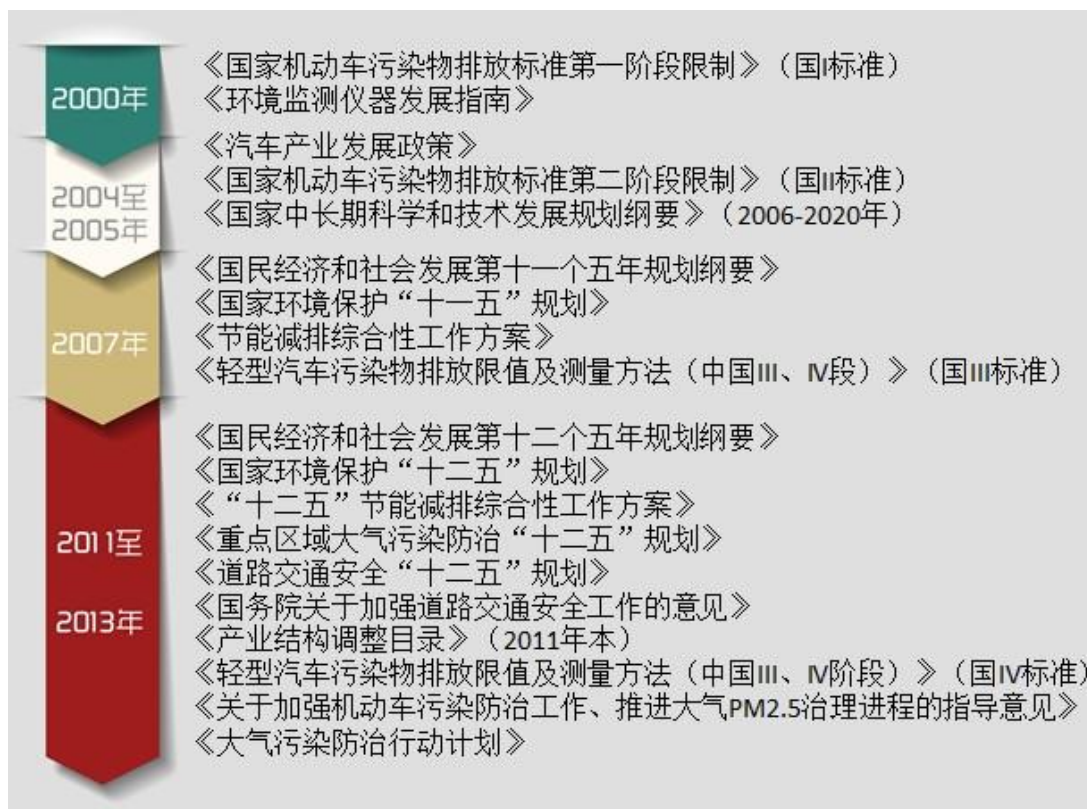 2000年
《国家机动车污染物排放标准第一阶段限制》（国I标准）
《环境监测仪器发展指南》
2004至
2005年
《汽车产业发展政策》
《国家机动车污染物排放标准第二阶段限制》（国II标准）
《国家中长期科学和技术发展规划纲要》（2006-2020年）
2007年
《国民经济和社会发展第十一个五年规划纲要》
《国家环境保护“十一五”规划》
《节能减排综合性工作方案》
《轻型汽车污染物排放限值及测量方法（中国III、IV段）》（国III标准）
2011至
2013年
《国民经济和社会发展第十二个五年规划纲要》
《国家环境保护“十二五”规划》
《“十二五”节能减排综合性工作方案》
《重点区域大气污染防治“十二五”规划》
《道路交通安全“十二五”规划》
《国务院关于加强道路交通安全工作的意见》
《产业结构调整目录》（2011年本）
《轻型汽车污染物排放限值及测量方法（中国III、IV阶段）》（国IV标准）
《关于加强机动车污染防治工作、推进大气PM2.5治理进程的指导意见》
《大气污染防治行动计划》